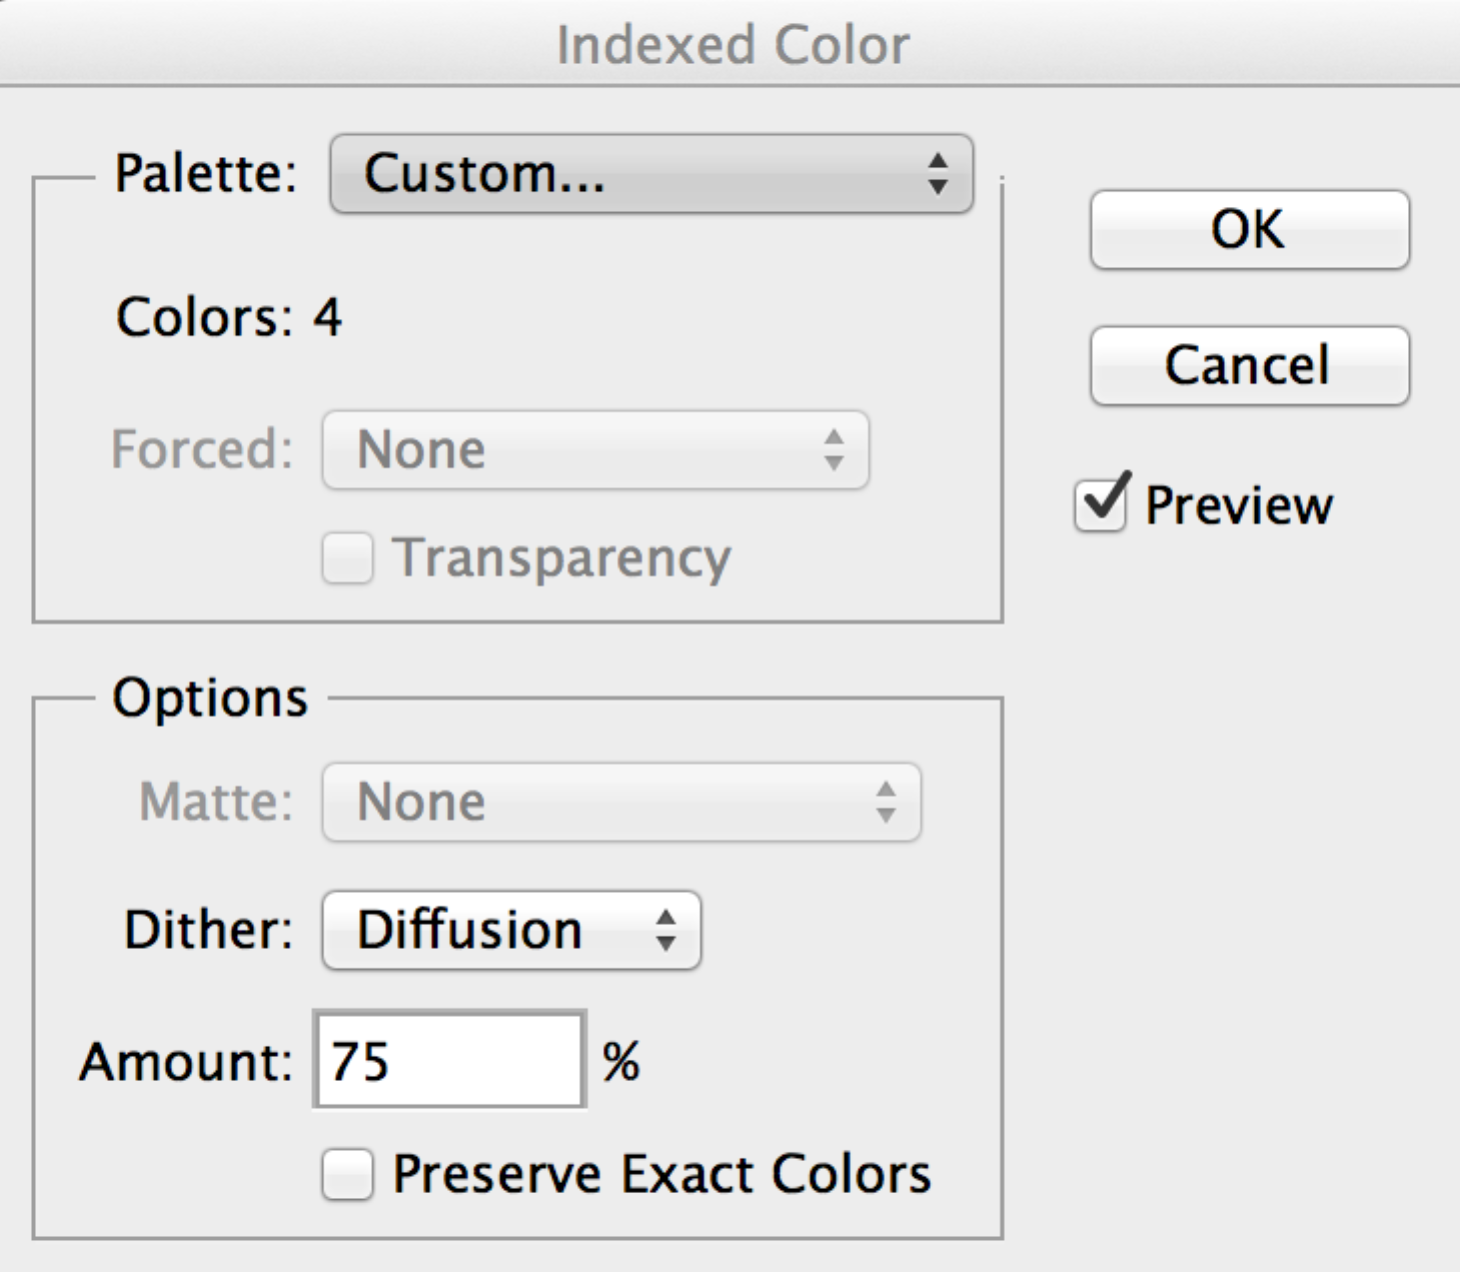 Indexed Color
Palette: Custom...
OK
Colors: 4
Cancel
Forced: None
Preview
Transparency
Options
Matte: None
Dither: Diffusion
Amount: 75 %
Preserve Exact Colors